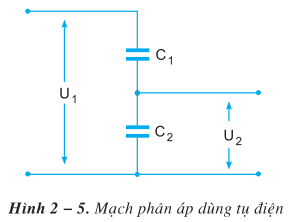 C1
U1
C2
U2
Hình 2 – 5. Mạch phân áp dùng tụ điện